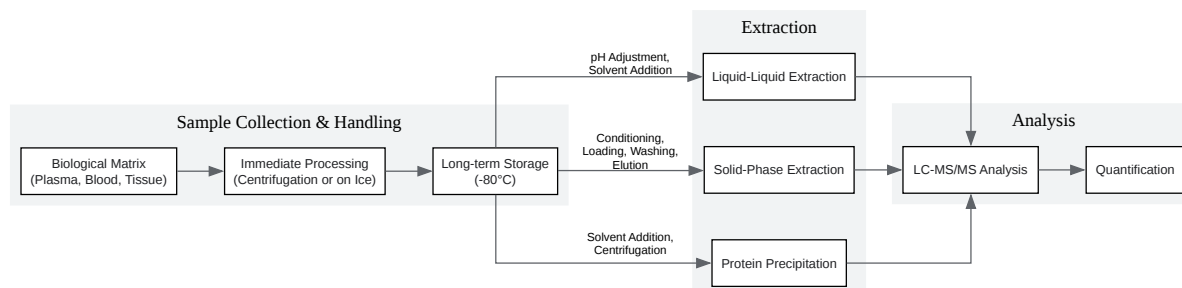 Extraction
pH Adjustment,
Solvent Addition
Liquid-Liquid Extraction
Sample Collection & Handling
Analysis
Biological Matrix
(Plasma, Blood, Tissue)
Immediate Processing
(Centrifugation or on Ice)
Long-term Storage
(-80°C)
Conditioning,
Loading, Washing,
Elution
Solid-Phase Extraction
LC-MS/MS Analysis
Quantification
Solvent Addition,
Centrifugation
Protein Precipitation